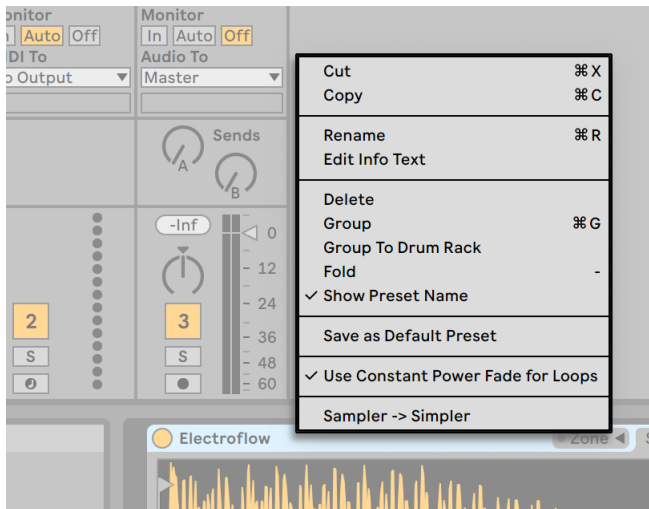 Monitor
Auto Off
Output
Monitor
In Auto Off
Audio To
Master
Sends
A
B
-Inf
0
12
24
36
48
60
2
S
3
S
Cut ⌘X
Copy ⌘C
Rename ⌘R
Edit Info Text
Delete
Group ⌘G
Group To Drum Rack
Fold -
✓ Show Preset Name
Save as Default Preset
✓ Use Constant Power Fade for Loops
Sampler -> Simpler
Electroflow
Zone